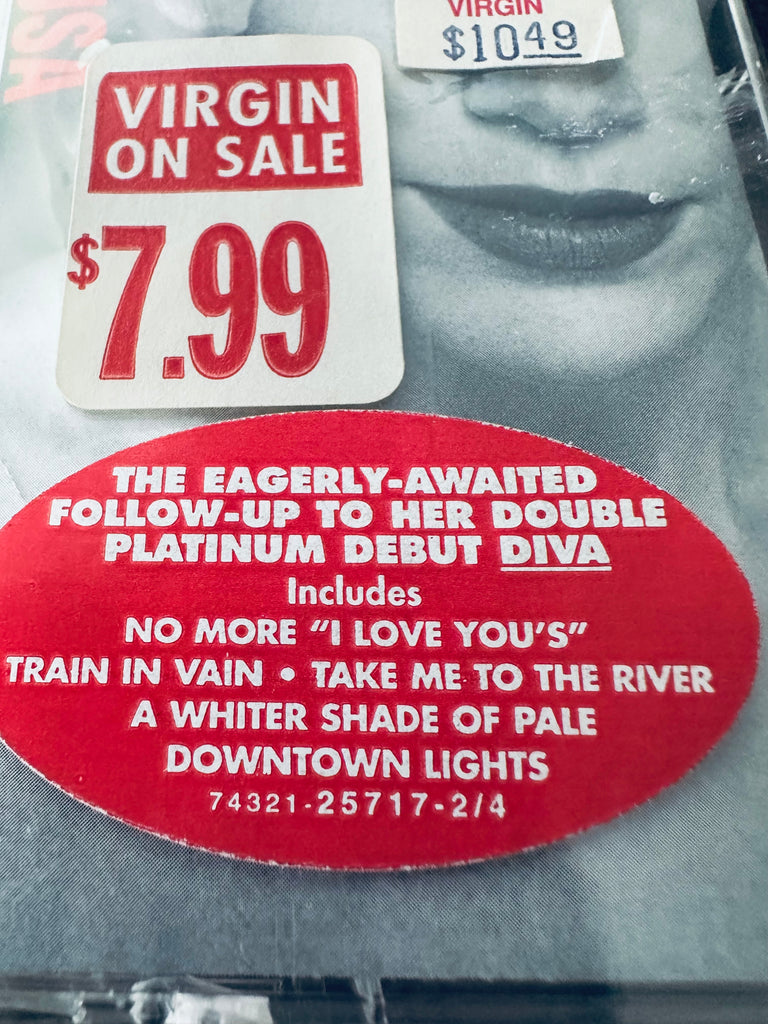 USA
VIRGIN
$10.49
VIRGIN
ON SALE
$7.99
THE EAGERLY-AWAITED
FOLLOW-UP TO HER DOUBLE
PLATINUM DEBUT DIVA
Includes
NO MORE "I LOVE YOU'S"
TRAIN IN VAIN • TAKE ME TO THE RIVER
A WHITER SHADE OF PALE
DOWNTOWN LIGHTS
74321-25717-2/4